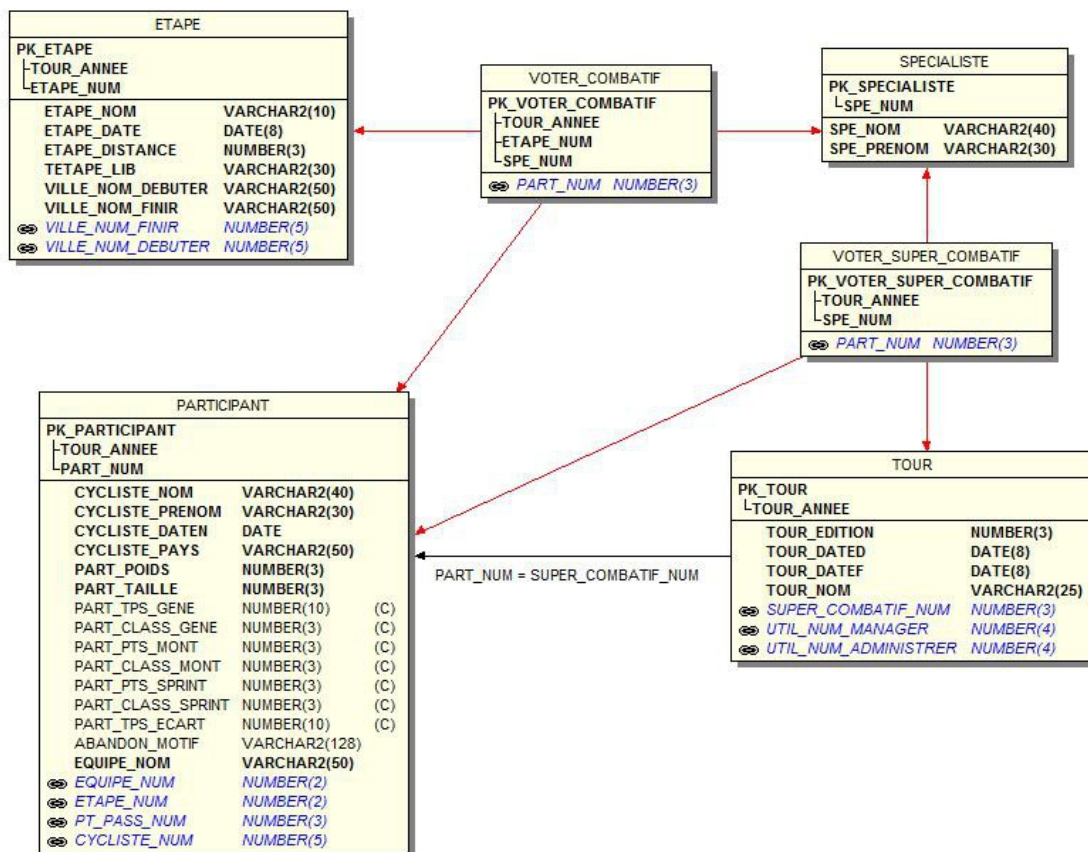 ETAPE
PK_ETAPE
TOUR_ANNEE
ETAPE_NUM
ETAPE_NOM VARCHAR2(10)
ETAPE_DATE DATE(8)
ETAPE_DISTANCE NUMBER(3)
TETAPE_LIB VARCHAR2(30)
VILLE_NOM_DEBUTER VARCHAR2(50)
VILLE_NOM_FINIR VARCHAR2(50)
VILLE_NUM_FINIR NUMBER(5)
VILLE_NUM_DEBUTER NUMBER(5)
VOTER_COMBATIF
PK_VOTER_COMBATIF
TOUR_ANNEE
ETAPE_NUM
SPE_NUM
PART_NUM NUMBER(3)
SPECIALISTE
PK_SPECIALISTE
SPE_NUM
SPE_NOM VARCHAR2(40)
SPE_PRENOM VARCHAR2(30)
VOTER_SUPER_COMBATIF
PK_VOTER_SUPER_COMBATIF
TOUR_ANNEE
SPE_NUM
PART_NUM NUMBER(3)
PARTICIPANT
PK_PARTICIPANT
TOUR_ANNEE
PART_NUM
CYCLISTE_NOM VARCHAR2(40)
CYCLISTE_PRENOM VARCHAR2(30)
CYCLISTE_DATEN DATE
CYCLISTE_PAYS VARCHAR2(50)
PART_POIDS NUMBER(3)
PART_TAILLE NUMBER(3)
PART_TPS_GENE NUMBER(10) (C)
PART_CLASS_GENE NUMBER(3) (C)
PART_PTS_MONT NUMBER(3) (C)
PART_CLASS_MONT NUMBER(3) (C)
PART_PTS_SPRINT NUMBER(3) (C)
PART_CLASS_SPRINT NUMBER(3) (C)
PART_TPS_ECART NUMBER(10) (C)
ABANDON_MOTIF VARCHAR2(128)
EQUIPE_NOM VARCHAR2(50)
EQUIPE_NUM NUMBER(2)
ETAPE_NUM NUMBER(2)
PT_PASS_NUM NUMBER(3)
CYCLISTE_NUM NUMBER(5)
PART_NUM = SUPER_COMBATIF_NUM
TOUR
PK_TOUR
TOUR_ANNEE
TOUR_EDITION NUMBER(3)
TOUR_DATED DATE(8)
TOUR_DATEF DATE(8)
TOUR_NOM VARCHAR2(25)
SUPER_COMBATIF_NUM NUMBER(3)
UTIL_NUM_MANAGER NUMBER(4)
UTIL_NUM_ADMINISTRER NUMBER(4)